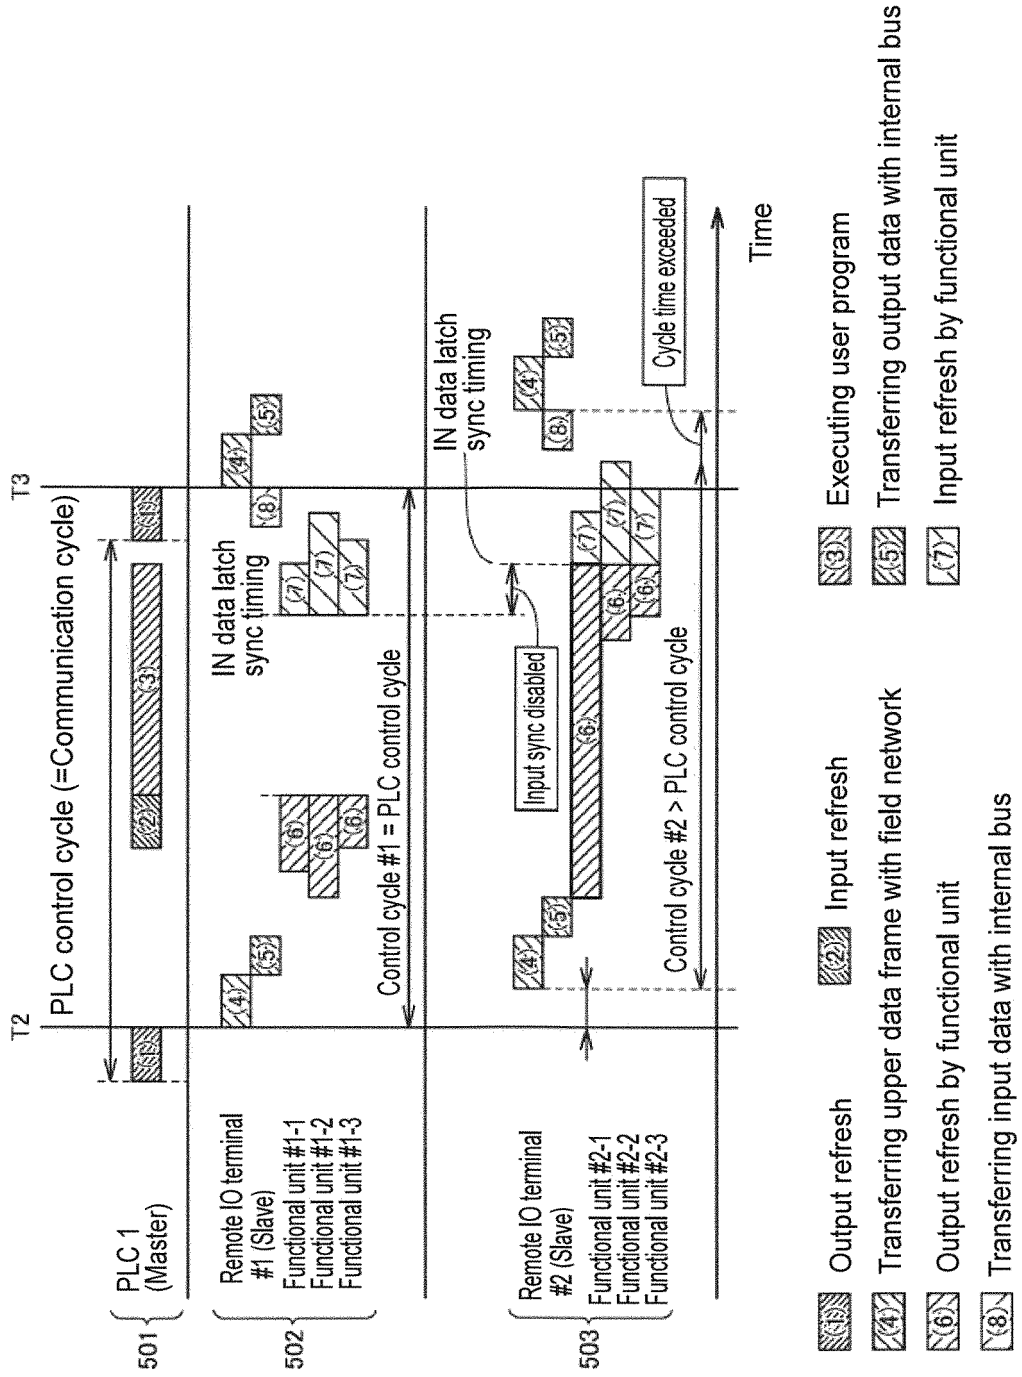 PLC control cycle (=Communication cycle)
T2
T3
501
PLC 1
(Master)
(1)
(2)
(3)
(1)
502
Remote IO terminal
#1 (Slave)
Functional unit #1-1
Functional unit #1-2
Functional unit #1-3
(4)
(5)
(6)
(6)
(6)
IN data latch
sync timing
(7)
(7)
(7)
(8)
(4)
(5)
Control cycle #1 = PLC control cycle
503
Remote IO terminal
#2 (Slave)
Functional unit #2-1
Functional unit #2-2
Functional unit #2-3
(4)
(5)
(6)
(6)
(6)
Input sync disabled
IN data latch
sync timing
(7)
(7)
(7)
(8)
(4)
(5)
Control cycle #2 > PLC control cycle
Cycle time exceeded
Time
(1) Output refresh
(2) Input refresh
(3) Executing user program
(4) Transferring upper data frame with field network
(5) Transferring output data with internal bus
(6) Output refresh by functional unit
(7) Input refresh by functional unit
(8) Transferring input data with internal bus